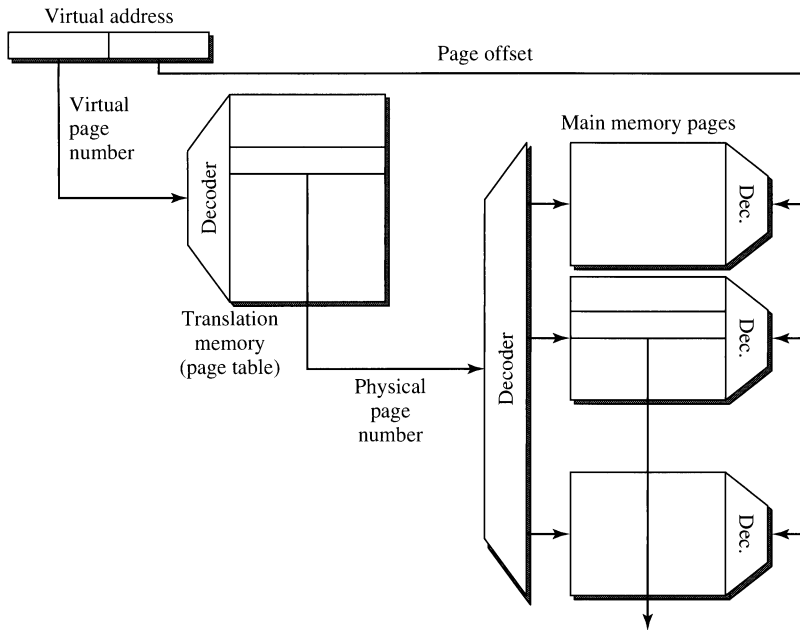 Virtual address
Page offset
Virtual
page
number
Main memory pages
Decoder
Dec.
Translation
memory
(page table)
Decoder
Dec.
Physical
page
number
Dec.